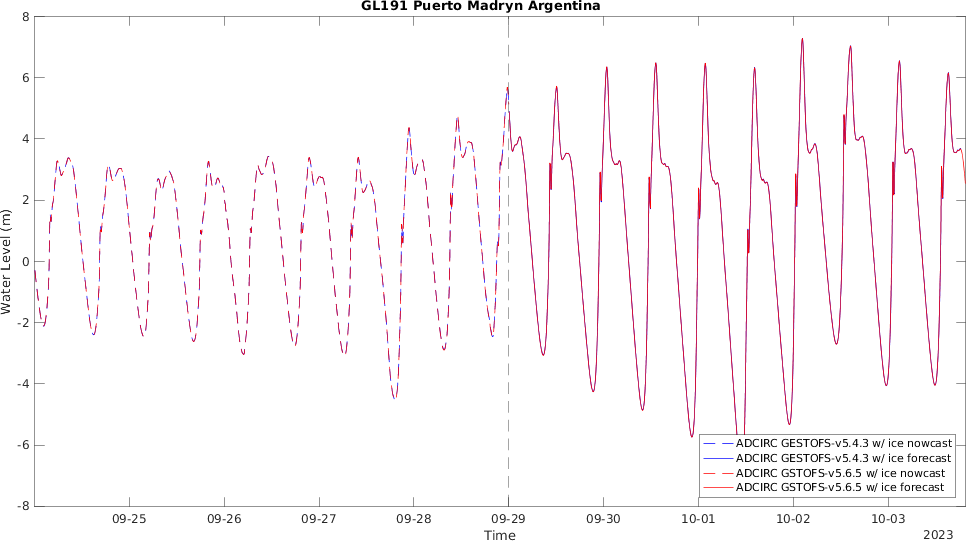 GL191 Puerto Madryn Argentina
8
6
4
2
0
-2
-4
-6
-8
Water Level (m)
09-25
09-26
09-27
09-28
09-29
09-30
10-01
10-02
10-03
Time
2023
ADCIRC GESTOFS-v5.4.3 w/ ice nowcast
ADCIRC GESTOFS-v5.4.3 w/ ice forecast
ADCIRC GSTOFS-v5.6.5 w/ ice nowcast
ADCIRC GSTOFS-v5.6.5 w/ ice forecast